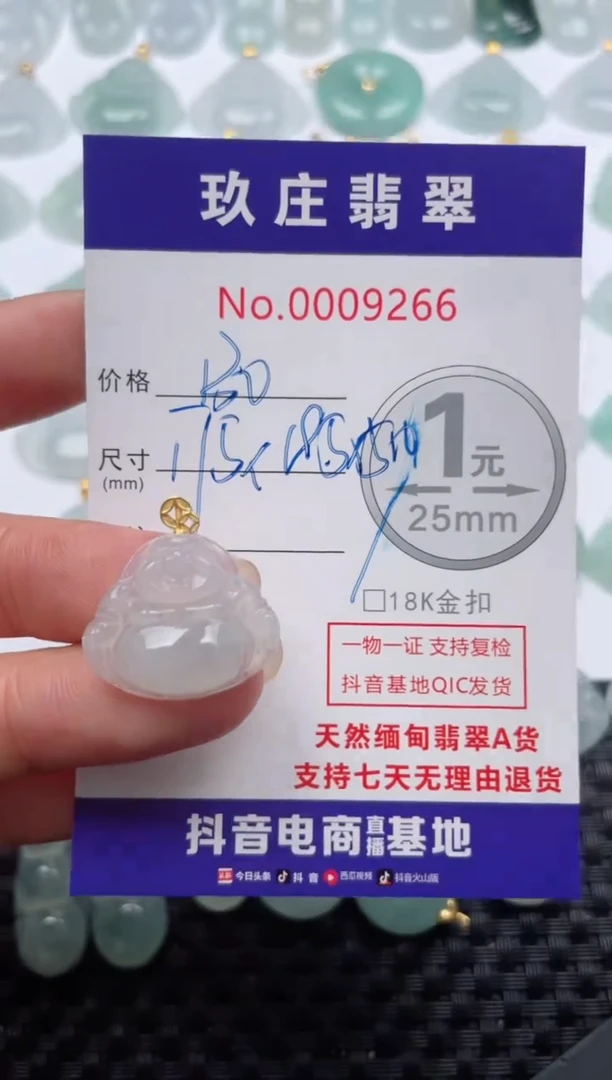 玖庄翡翠
No.0009266
价格
尺寸
(mm)
1元
25mm
□18K金扣
一物一证 支持复检
抖音基地QIC发货
天然缅甸翡翠A货
支持七天无理由退货
抖音电商直播基地
今日头条 抖音 西瓜视频 抖音火山版